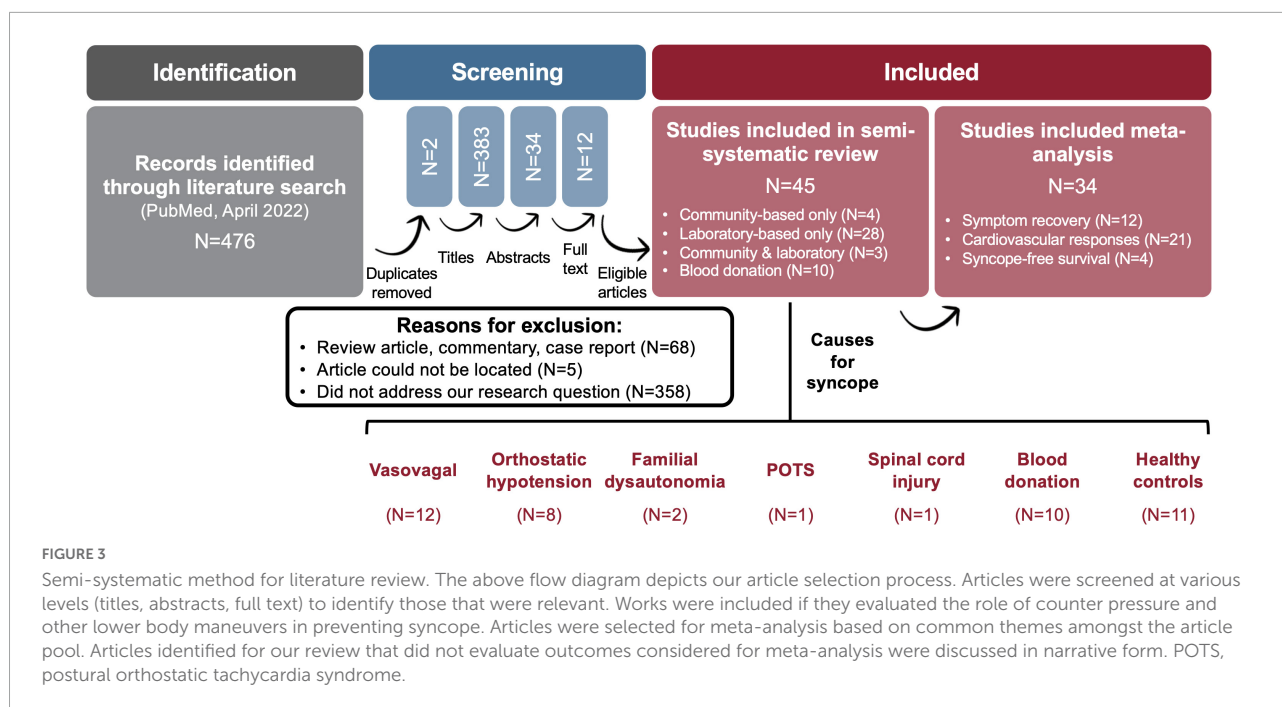 Identification
Screening
Included
Records identified
through literature search
(PubMed, April 2022)
N=476
N=2
N=383
N=34
N=12
Duplicates
removed
Titles
Abstracts
Full
text
Eligible
articles
Studies included in semi-
systematic review
N=45
• Community-based only (N=4)
• Laboratory-based only (N=28)
• Community & laboratory (N=3)
• Blood donation (N=10)
Studies included meta-
analysis
N=34
• Symptom recovery (N=12)
• Cardiovascular responses (N=21)
• Syncope-free survival (N=4)
Reasons for exclusion:
• Review article, commentary, case report (N=68)
• Article could not be located (N=5)
• Did not address our research question (N=358)
Causes
for
syncope
Vasovagal
(N=12)
Orthostatic
hypotension
(N=8)
Familial
dysautonomia
(N=2)
POTS
(N=1)
Spinal cord
injury
(N=1)
Blood
donation
(N=10)
Healthy
controls
(N=11)
FIGURE 3
Semi-systematic method for literature review. The above flow diagram depicts our article selection process. Articles were screened at various
levels (titles, abstracts, full text) to identify those that were relevant. Works were included if they evaluated the role of counter pressure and
other lower body maneuvers in preventing syncope. Articles were selected for meta-analysis based on common themes amongst the article
pool. Articles identified for our review that did not evaluate outcomes considered for meta-analysis were discussed in narrative form. POTS,
postural orthostatic tachycardia syndrome.